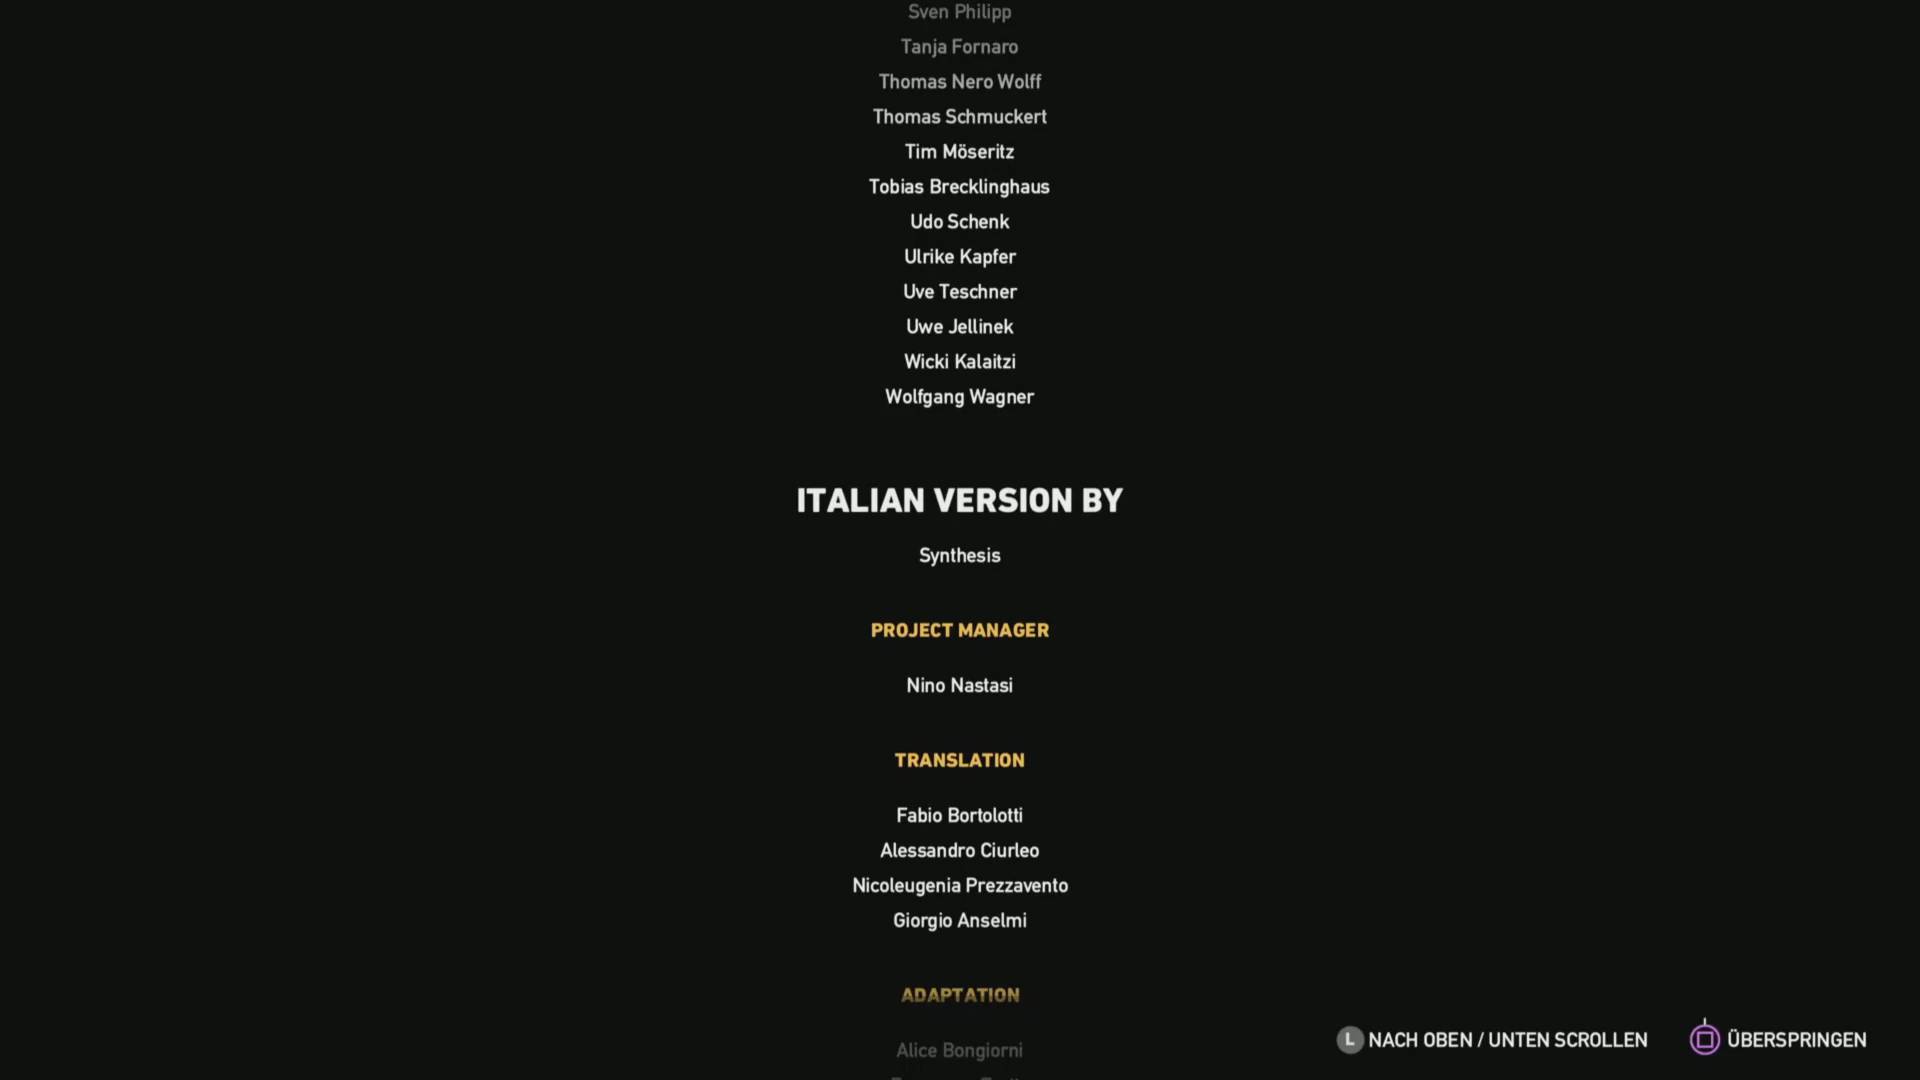 Sven Philipp
Tanja Fornaro
Thomas Nero Wolff
Thomas Schmuckert
Tim Möseritz
Tobias Brecklinghaus
Udo Schenk
Ulrike Kapfer
Uve Teschner
Uwe Jellinek
Wicki Kalaitzi
Wolfgang Wagner
ITALIAN VERSION BY
Synthesis
PROJECT MANAGER
Nino Nastasi
TRANSLATION
Fabio Bortolotti
Alessandro Ciurleo
Nicoleugenia Prezzavento
Giorgio Anselmi
ADAPTATION
Alice Bongiorni
L NACH OBEN / UNTEN SCROLLEN
ÜBERSPRINGEN